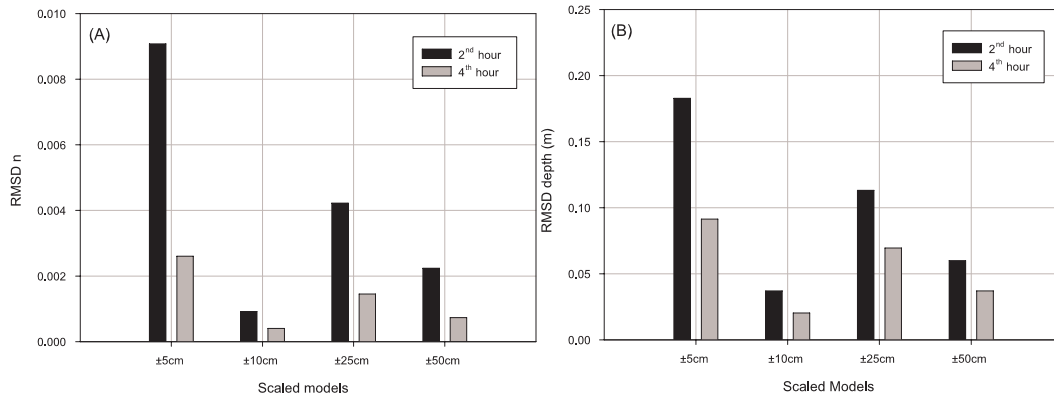 (A)
2nd hour
4th hour
0.010
0.008
0.006
0.004
0.002
0.000
RMSD n
±5cm ±10cm ±25cm ±50cm
Scaled models
(B)
2nd hour
4th hour
0.25
0.20
0.15
0.10
0.05
0.00
RMSD depth (m)
±5cm ±10cm ±25cm ±50cm
Scaled Models